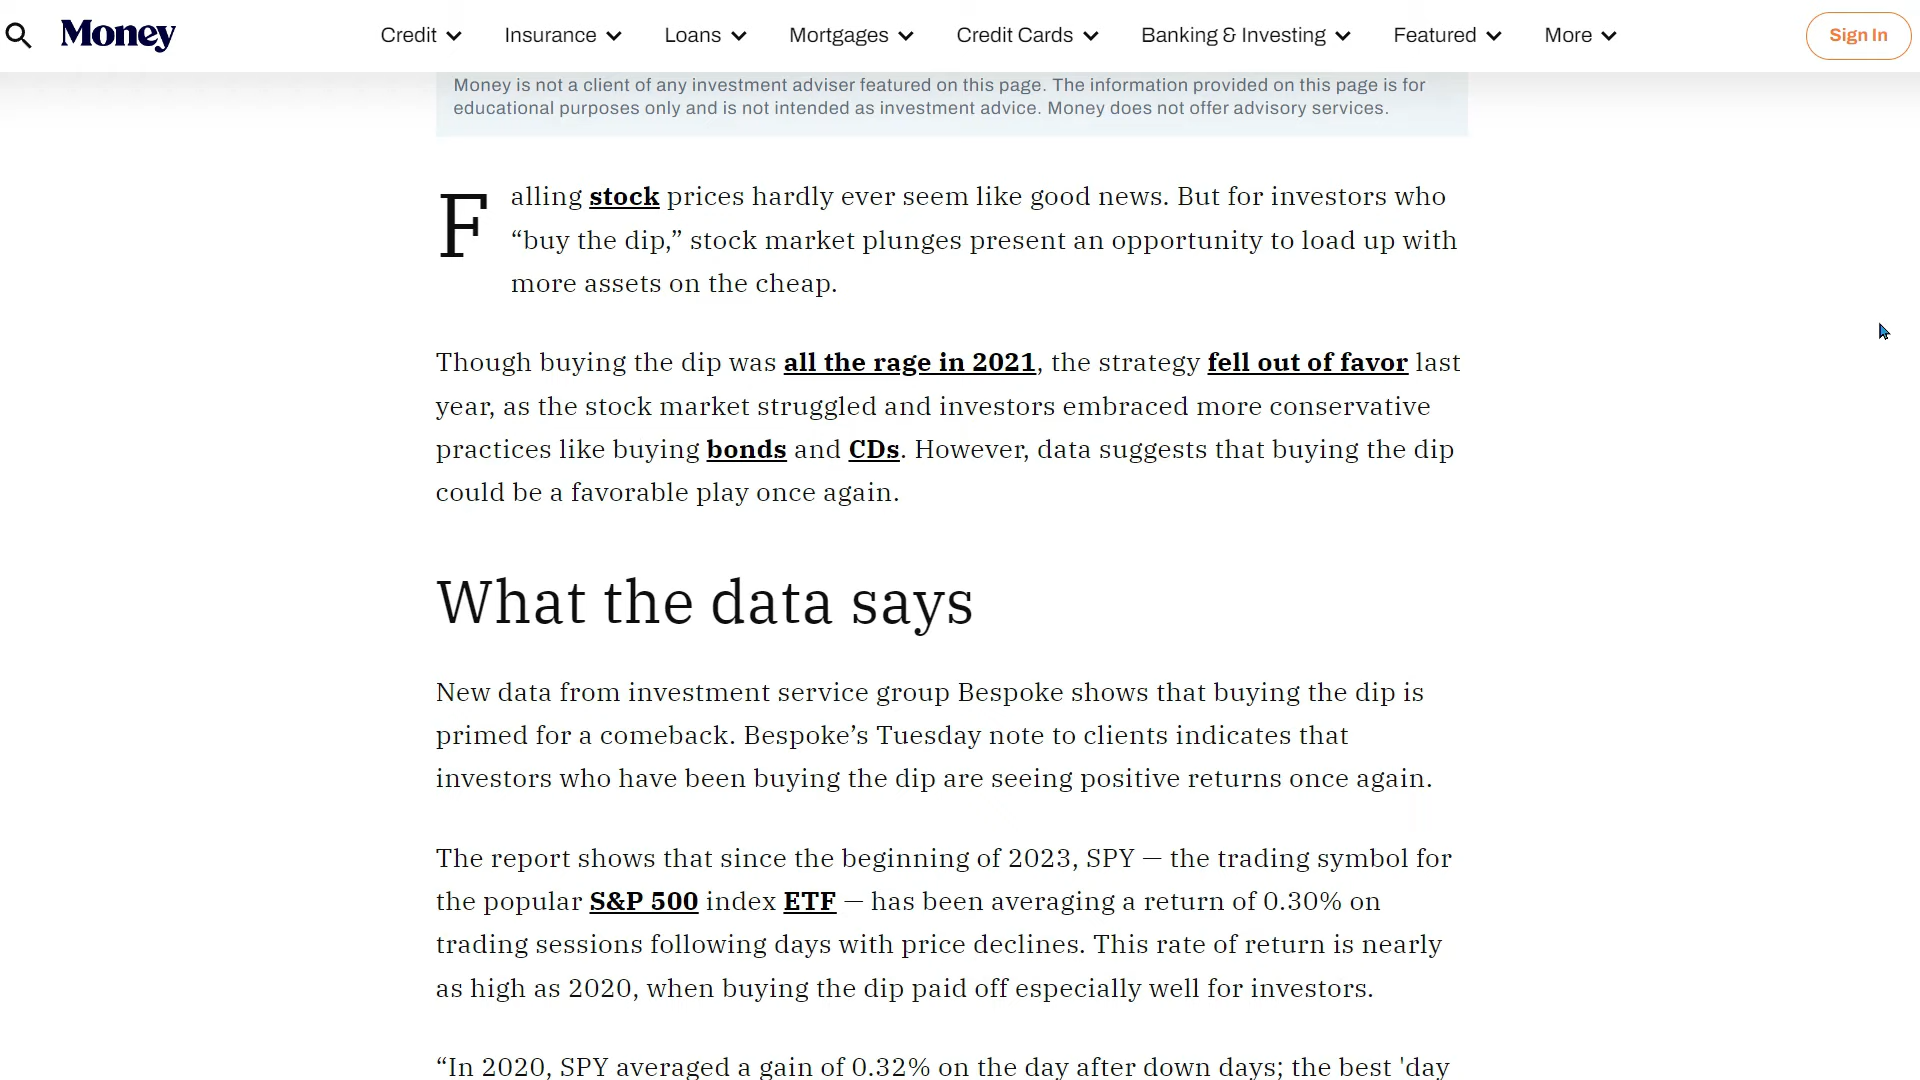 Money
Credit
Insurance
Loans
Mortgages
Credit Cards
Banking & Investing
Featured
More
Sign In
Money is not a client of any investment adviser featured on this page. The information provided on this page is for
educational purposes only and is not intended as investment advice. Money does not offer advisory services.
Falling stock prices hardly ever seem like good news. But for investors who
“buy the dip,” stock market plunges present an opportunity to load up with
more assets on the cheap.
Though buying the dip was all the rage in 2021, the strategy fell out of favor last
year, as the stock market struggled and investors embraced more conservative
practices like buying bonds and CDs. However, data suggests that buying the dip
could be a favorable play once again.
What the data says
New data from investment service group Bespoke shows that buying the dip is
primed for a comeback. Bespoke’s Tuesday note to clients indicates that
investors who have been buying the dip are seeing positive returns once again.
The report shows that since the beginning of 2023, SPY — the trading symbol for
the popular S&P 500 index ETF — has been averaging a return of 0.30% on
trading sessions following days with price declines. This rate of return is nearly
as high as 2020, when buying the dip paid off especially well for investors.
“In 2020, SPY averaged a gain of 0.32% on the day after down days; the best 'day